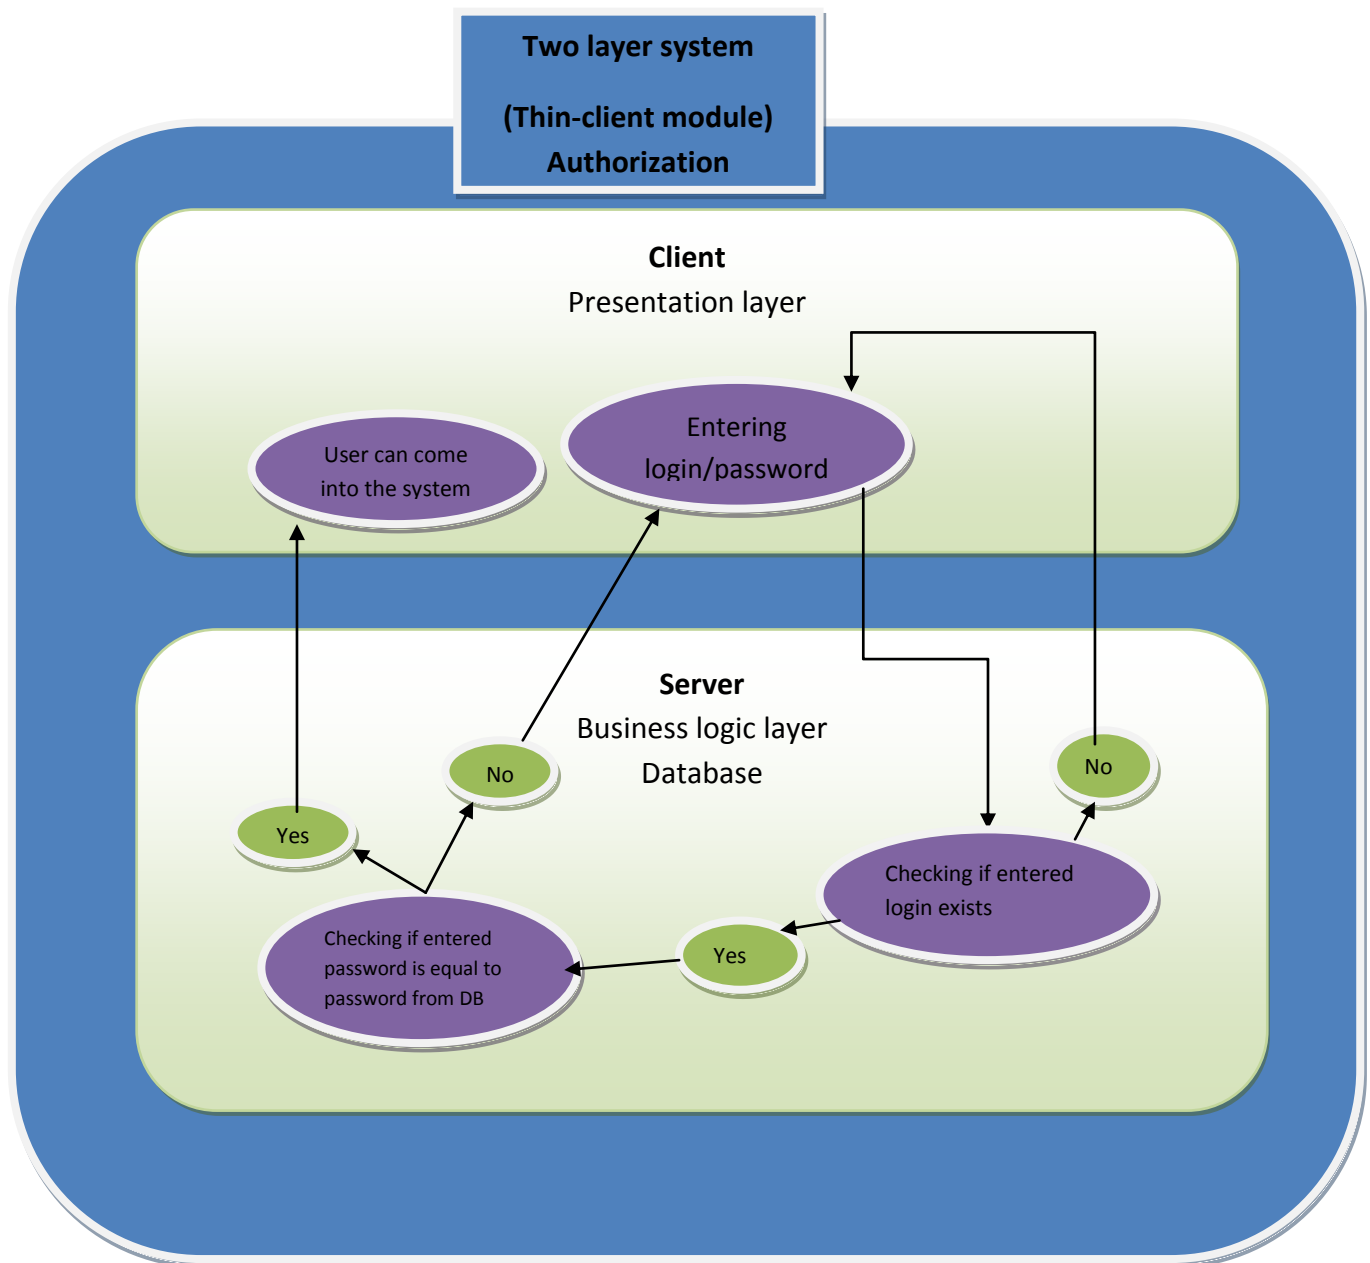 Two layer system
(Thin-client module)
Authorization
Client
Presentation layer
Entering
login/password
User can come
into the system
Server
Business logic layer
Database
No
No
Yes
Checking if entered
login exists
Yes
Checking if entered
password is equal to
password from DB